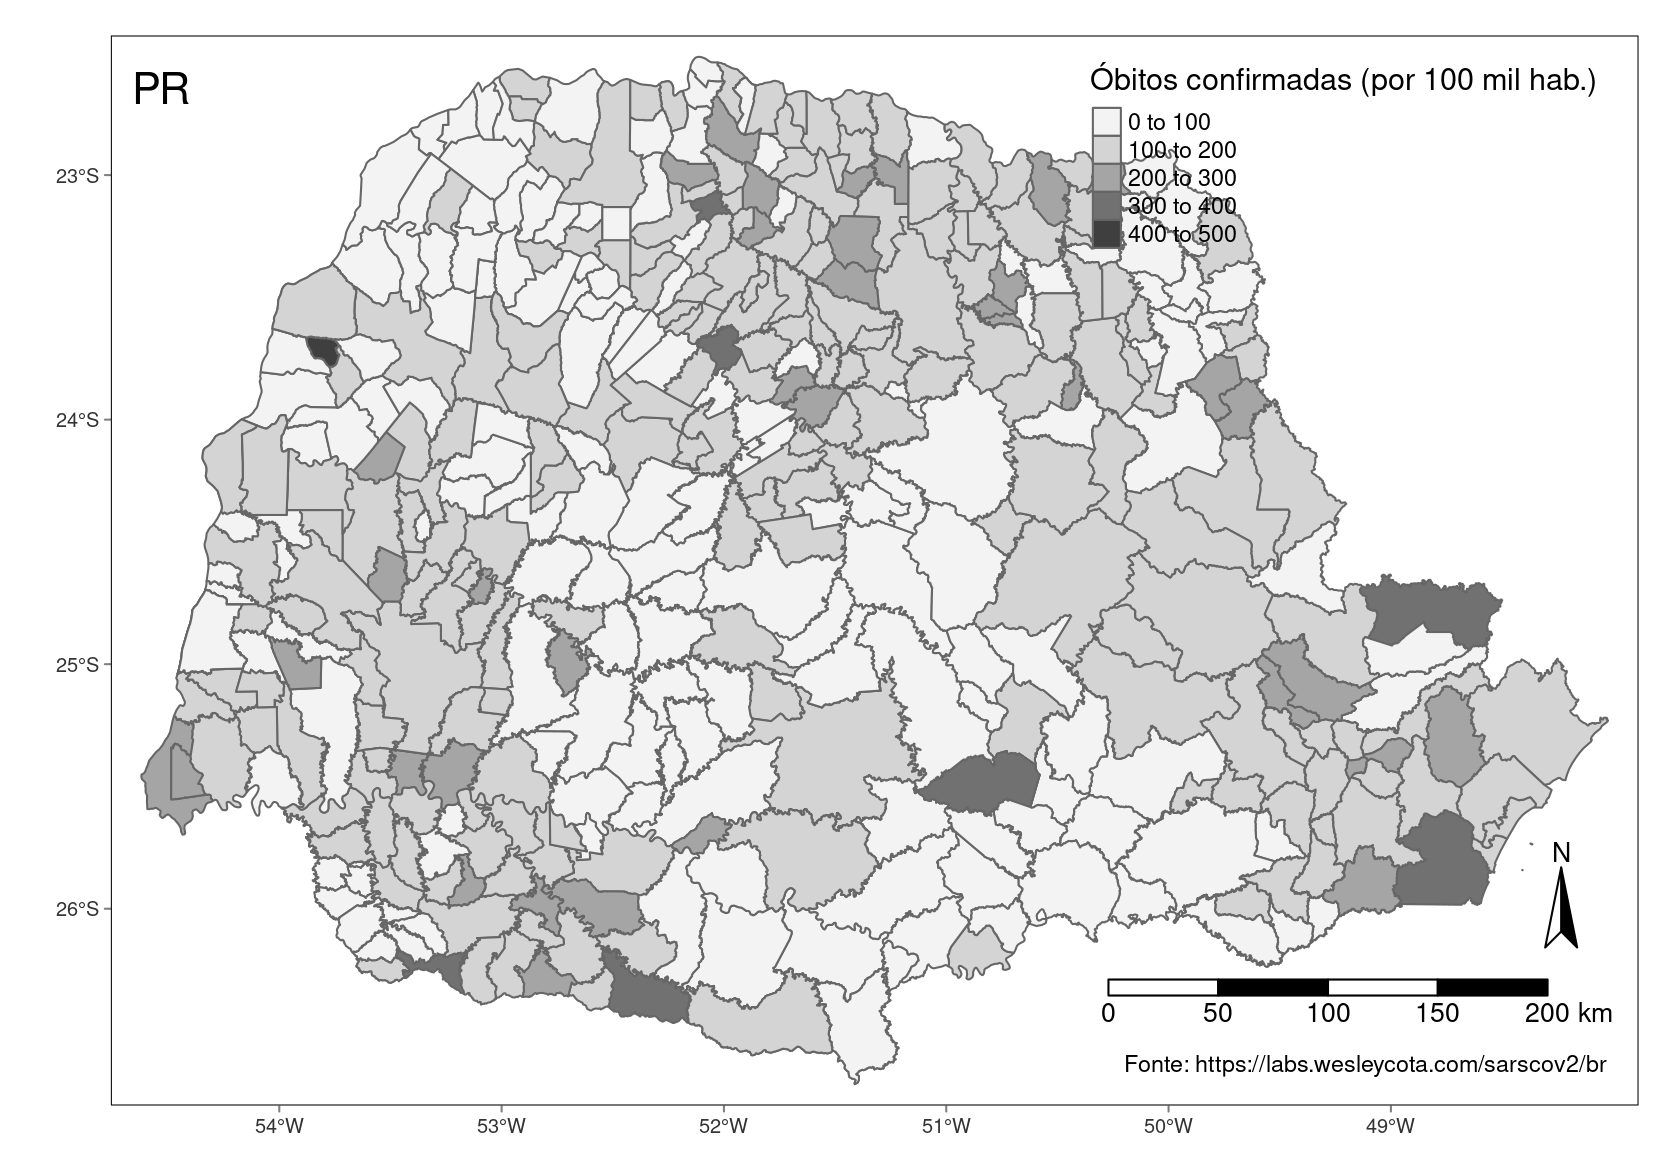 PR
Óbitos confirmadas (por 100 mil hab.)
0 to 100
100 to 200
200 to 300
300 to 400
400 to 500
23°S
24°S
25°S
26°S
N
0 50 100 150 200 km
Fonte: https://labs.wesleycota.com/sarscov2/br
54°W 53°W 52°W 51°W 50°W 49°W